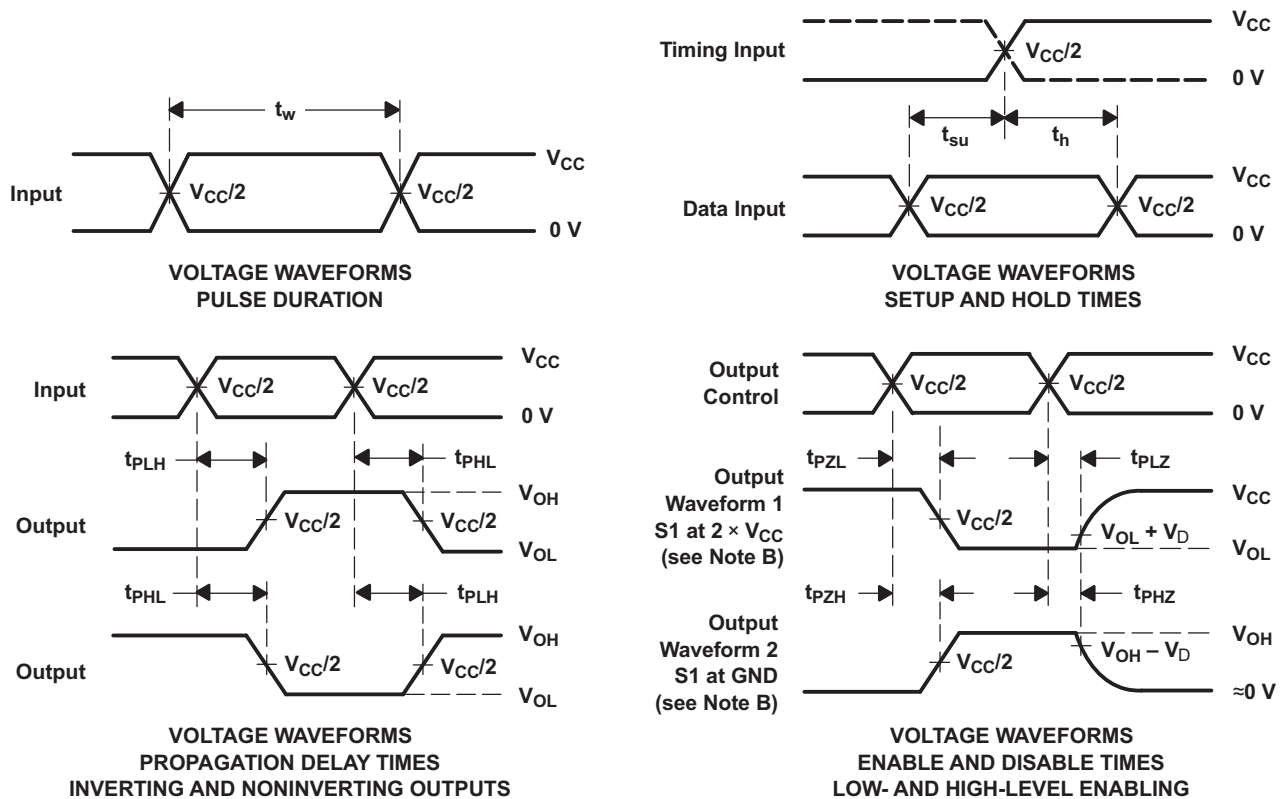 t_w
Input
V_CC/2
V_CC/2
V_CC
0 V
VOLTAGE WAVEFORMS
PULSE DURATION
Timing Input
V_CC/2
V_CC
0 V
t_su
t_h
Data Input
V_CC/2
V_CC/2
V_CC
0 V
VOLTAGE WAVEFORMS
SETUP AND HOLD TIMES
Input
V_CC/2
V_CC/2
V_CC
0 V
t_PLH
t_PHL
Output
V_CC/2
V_CC/2
V_OH
V_OL
t_PHL
t_PLH
Output
V_CC/2
V_CC/2
V_OH
V_OL
VOLTAGE WAVEFORMS
PROPAGATION DELAY TIMES
INVERTING AND NONINVERTING OUTPUTS
Output
Control
V_CC/2
V_CC/2
V_CC
0 V
t_PZL
t_PLZ
Output
Waveform 1
S1 at 2 × V_CC
(see Note B)
V_CC/2
V_OL + V_D
V_CC
V_OL
t_PZH
t_PHZ
Output
Waveform 2
S1 at GND
(see Note B)
V_CC/2
V_OH – V_D
V_OH
≈0 V
VOLTAGE WAVEFORMS
ENABLE AND DISABLE TIMES
LOW- AND HIGH-LEVEL ENABLING